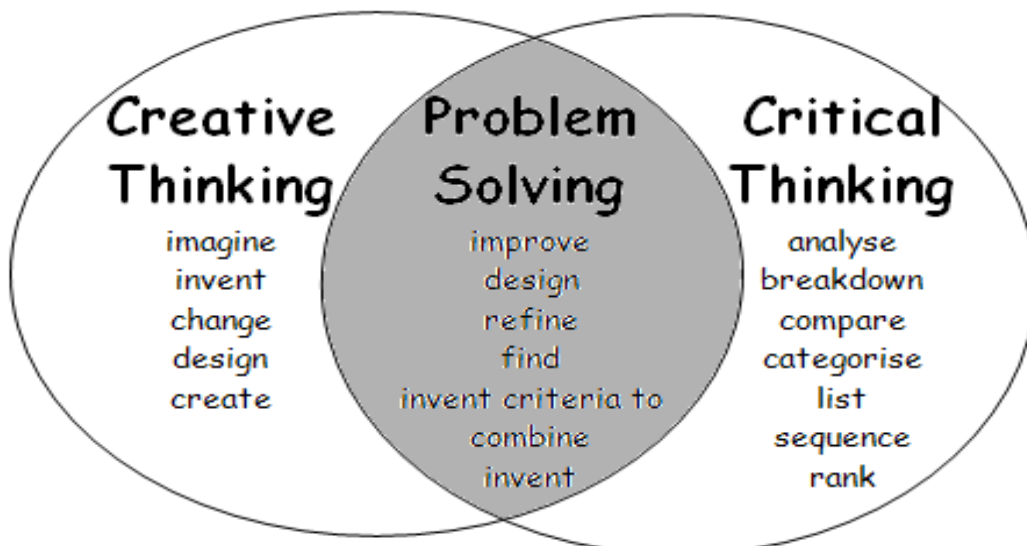 Creative
Thinking
imagine
invent
change
design
create
Problem
Solving
improve
design
refine
find
invent criteria to
combine
invent
Critical
Thinking
analyse
breakdown
compare
categorise
list
sequence
rank